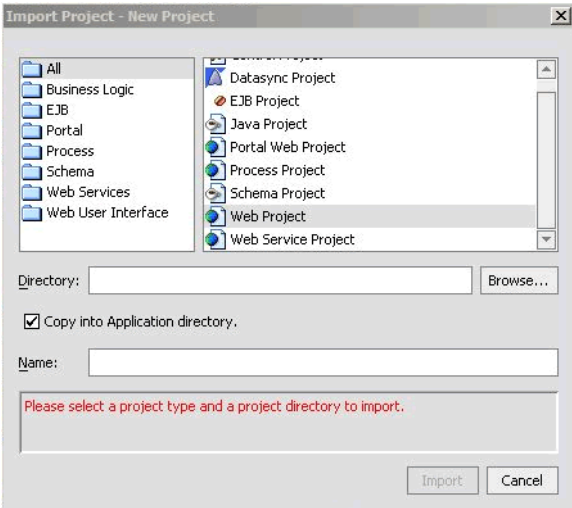 Import Project - New Project
All
Business Logic
EJB
Portal
Process
Schema
Web Services
Web User Interface
Datasync Project
EJB Project
Java Project
Portal Web Project
Process Project
Schema Project
Web Project
Web Service Project
Directory:
Browse...
Copy into Application directory.
Name:
Please select a project type and a project directory to import.
Import
Cancel